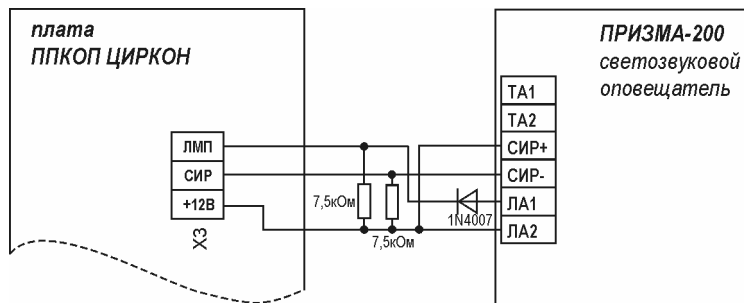 плата
ППКОП ЦИРКОН
ПРИЗМА-200
светозвуковой
оповещатель
ЛМП
СИР
+12В
Х3
7,5кОм
7,5кОм
1N4007
ТА1
ТА2
СИР+
СИР-
ЛА1
ЛА2